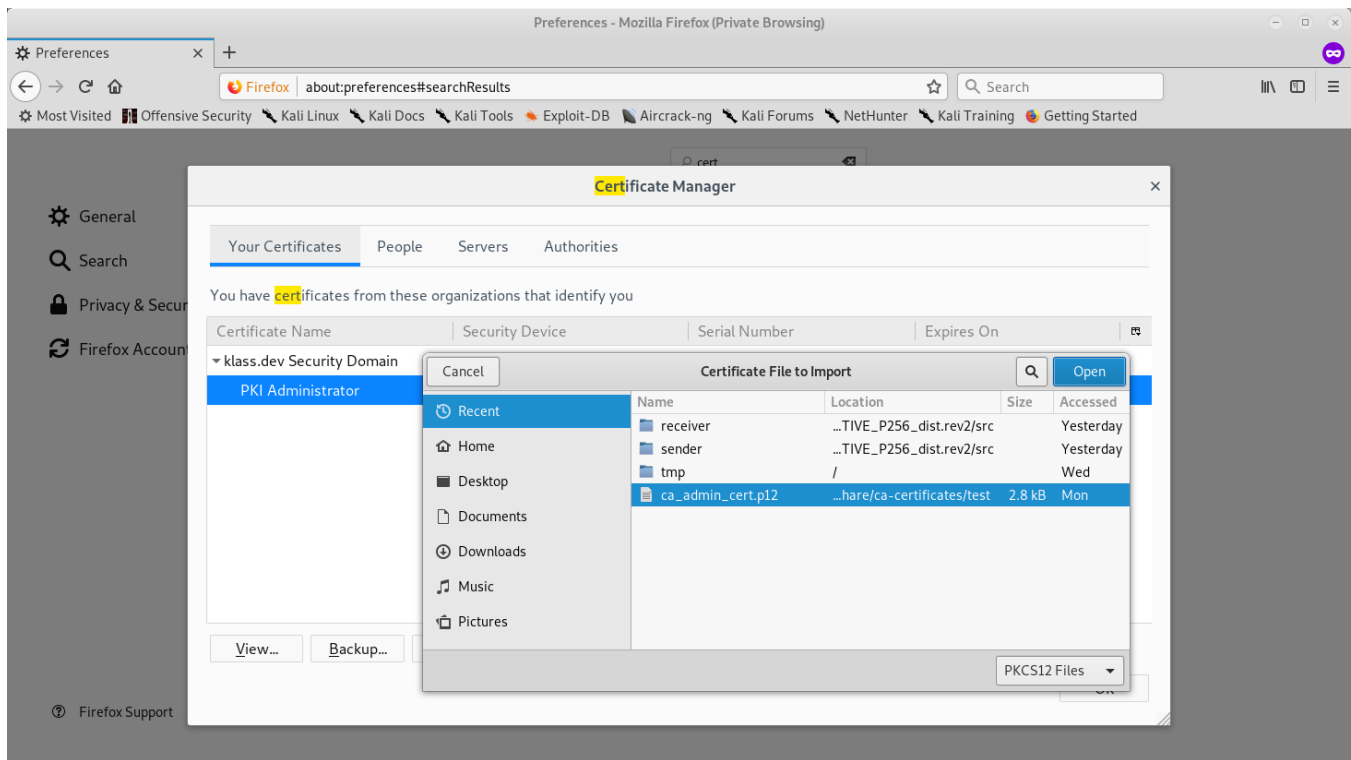 Preferences - Mozilla Firefox (Private Browsing)
Preferences
Firefox about:preferences#searchResults Search
Most Visited Offensive Security Kali Linux Kali Docs Kali Tools Exploit-DB Aircrack-ng Kali Forums NetHunter Kali Training Getting Started
cert
Certificate Manager
General
Search
Privacy & Secur
Firefox Accoun
Your Certificates People Servers Authorities
You have certificates from these organizations that identify you
Certificate Name Security Device Serial Number Expires On
klass.dev Security Domain
PKI Administrator
Cancel Certificate File to Import Open
Recent
Home
Desktop
Documents
Downloads
Music
Pictures
Name Location Size Accessed
receiver ...TIVE_P256_dist.rev2/src Yesterday
sender ...TIVE_P256_dist.rev2/src Yesterday
tmp / Wed
ca_admin_cert.p12 ...hare/ca-certificates/test 2.8 kB Mon
PKCS12 Files
View... Backup...
OK
Firefox Support